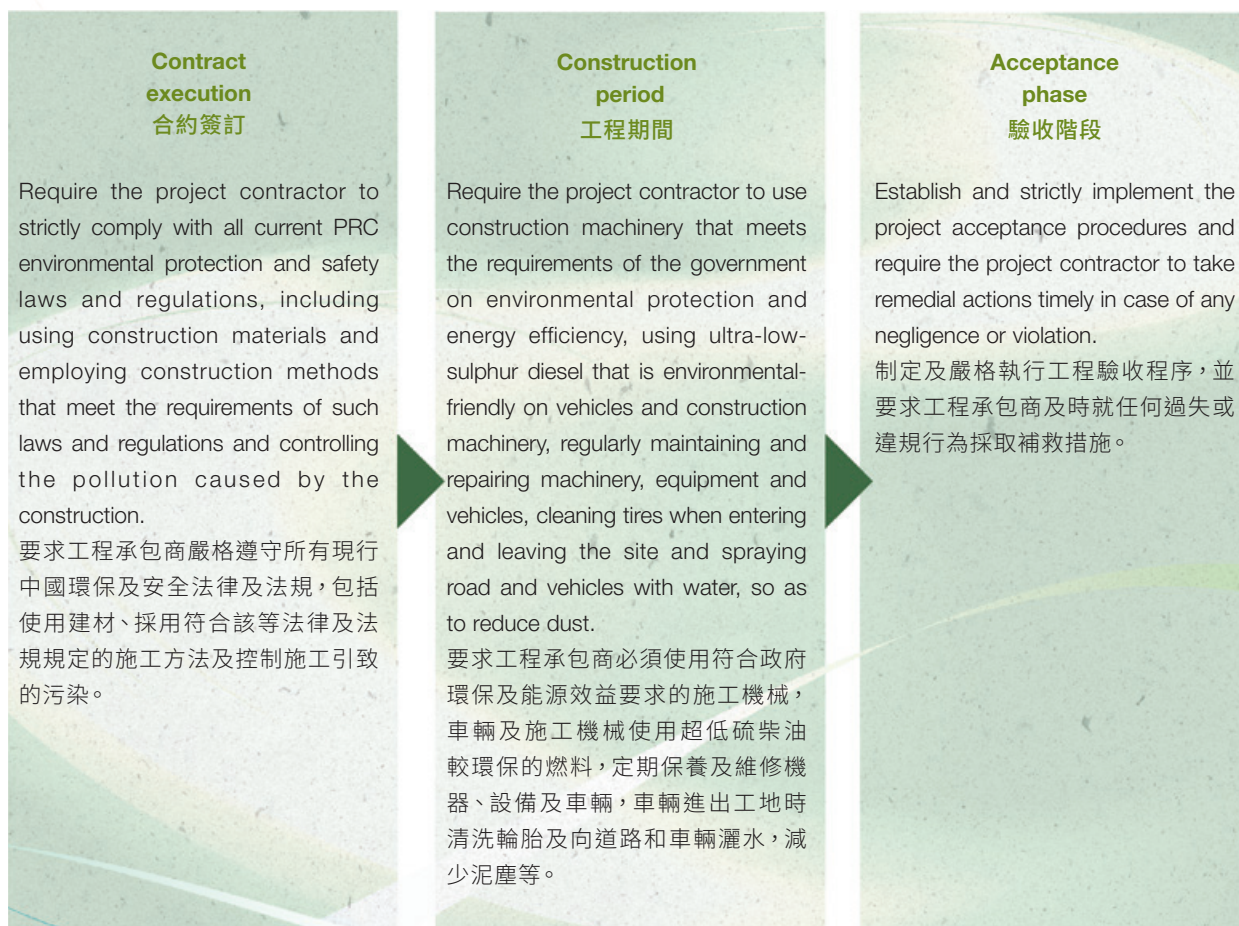 Contract
execution
合約簽訂
Require the project contractor to
strictly comply with all current PRC
environmental protection and safety
laws and regulations, including
using construction materials and
employing construction methods
that meet the requirements of such
laws and regulations and controlling
the pollution caused by the
construction.
要求工程承包商嚴格遵守所有現行
中國環保及安全法律及法規，包括
使用建材、採用符合該等法律及法
規規定的施工方法及控制施工引致
的污染。
Construction
period
工程期間
Require the project contractor to use
construction machinery that meets
the requirements of the government
on environmental protection and
energy efficiency, using ultra-low-
sulphur diesel that is environmental-
friendly on vehicles and construction
machinery, regularly maintaining and
repairing machinery, equipment and
vehicles, cleaning tires when entering
and leaving the site and spraying
road and vehicles with water, so as
to reduce dust.
要求工程承包商必須使用符合政府
環保及能源效益要求的施工機械，
車輛及施工機械使用超低硫柴油
較環保的燃料，定期保養及維修機
器、設備及車輛，車輛進出工地時
清洗輪胎及向道路和車輛灑水，減
少泥塵等。
Acceptance
phase
驗收階段
Establish and strictly implement the
project acceptance procedures and
require the project contractor to take
remedial actions timely in case of any
negligence or violation.
制定及嚴格執行工程驗收程序，並
要求工程承包商及時就任何過失或
違規行為採取補救措施。